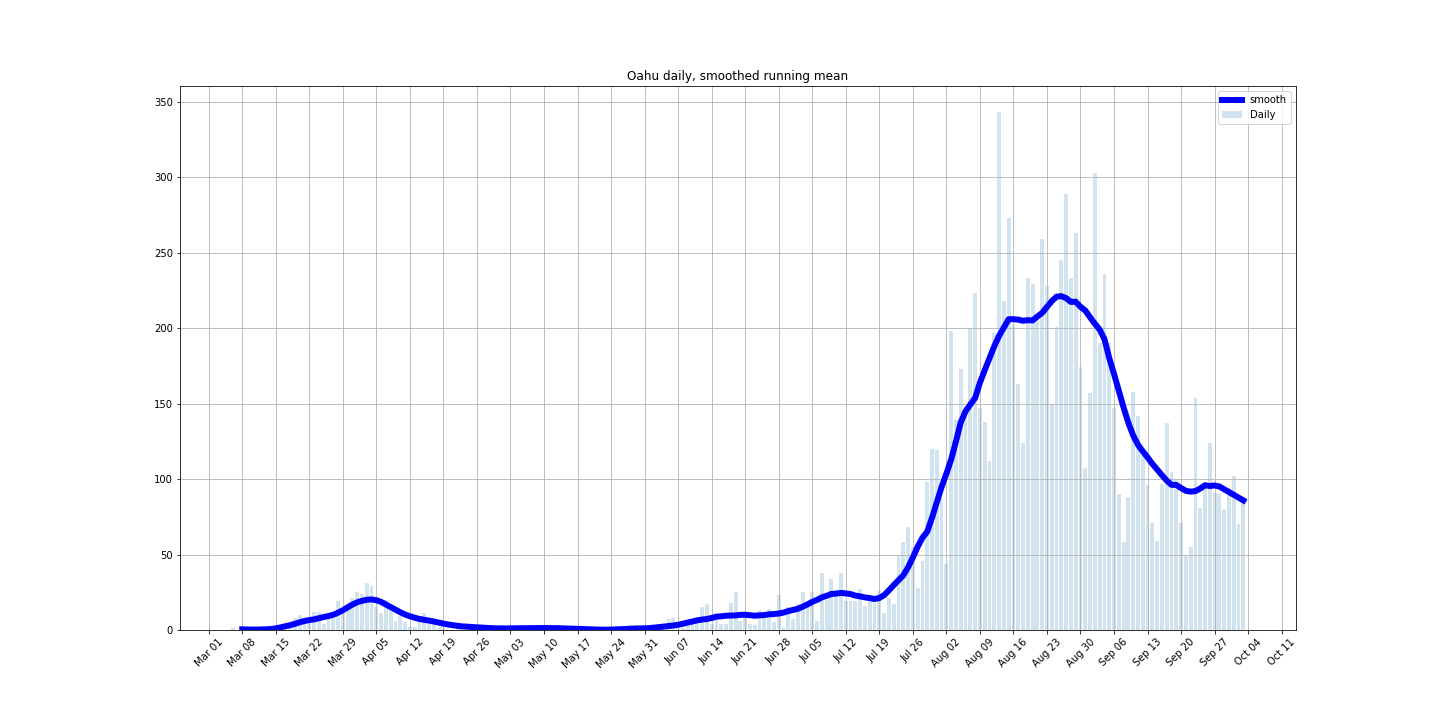 Oahu daily, smoothed running mean
smooth
Daily
350
300
250
200
150
100
50
0
Mar 01 Mar 08 Mar 15 Mar 22 Mar 29 Apr 05 Apr 12 Apr 19 Apr 26 May 03 May 10 May 17 May 24 May 31 Jun 07 Jun 14 Jun 21 Jun 28 Jul 05 Jul 12 Jul 19 Jul 26 Aug 02 Aug 09 Aug 16 Aug 23 Aug 30 Sep 06 Sep 13 Sep 20 Sep 27 Oct 04 Oct 11